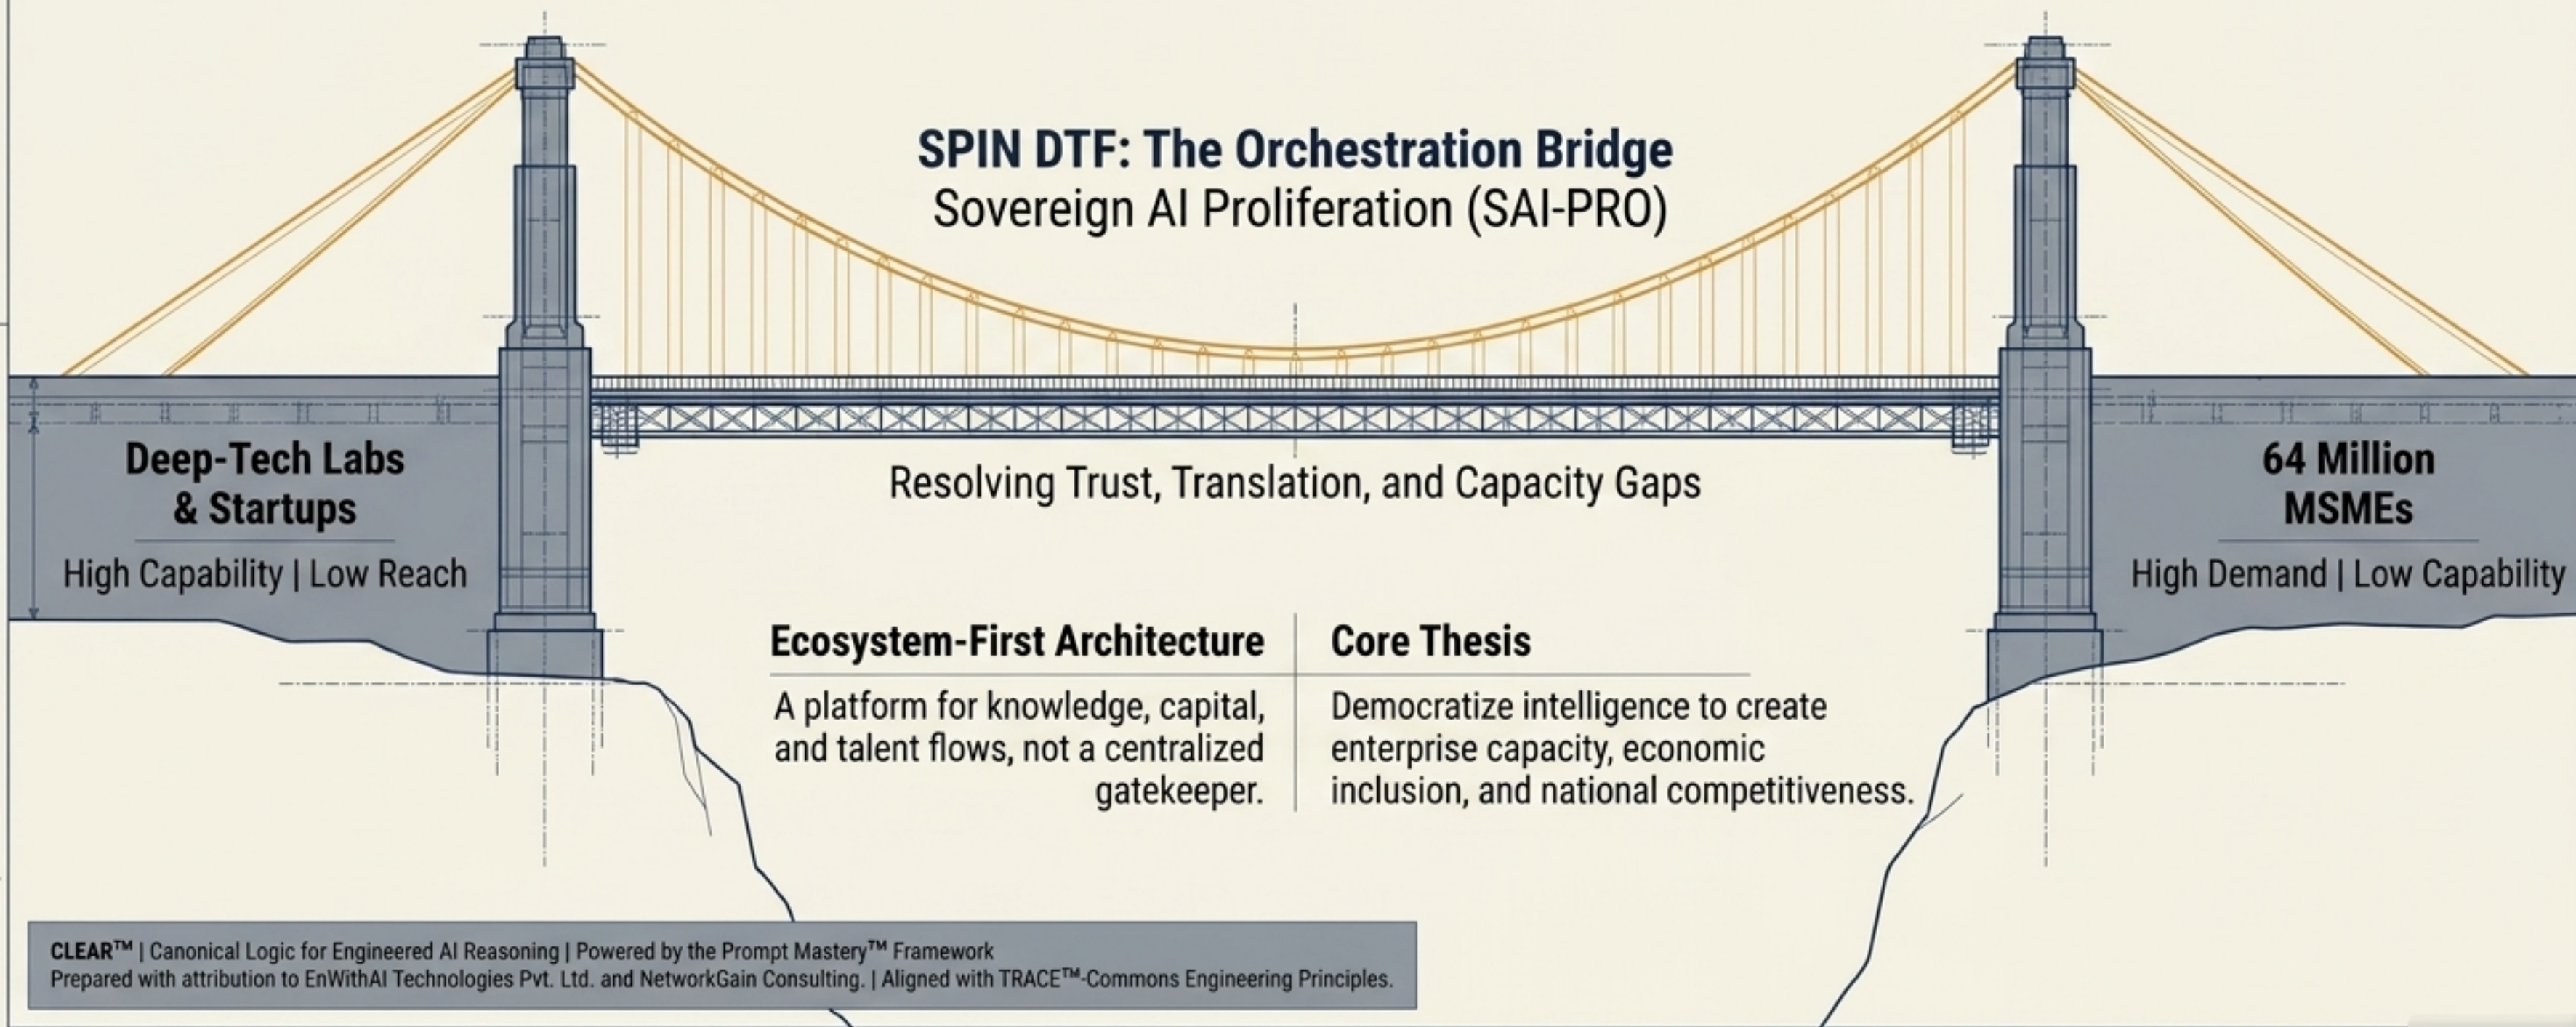 SPIN DTF: The Orchestration Bridge
Sovereign AI Proliferation (SAI-PRO)
Deep-Tech Labs
& Startups
High Capability | Low Reach
Resolving Trust, Translation, and Capacity Gaps
64 Million
MSMEs
High Demand | Low Capability
Ecosystem-First Architecture
A platform for knowledge, capital,
and talent flows, not a centralized
gatekeeper.
Core Thesis
Democratize intelligence to create
enterprise capacity, economic
inclusion, and national competitiveness.
CLEAR™ | Canonical Logic for Engineered AI Reasoning | Powered by the Prompt Mastery™ Framework
Prepared with attribution to EnWithAI Technologies Pvt. Ltd. and NetworkGain Consulting. | Aligned with TRACE™-Commons Engineering Principles.